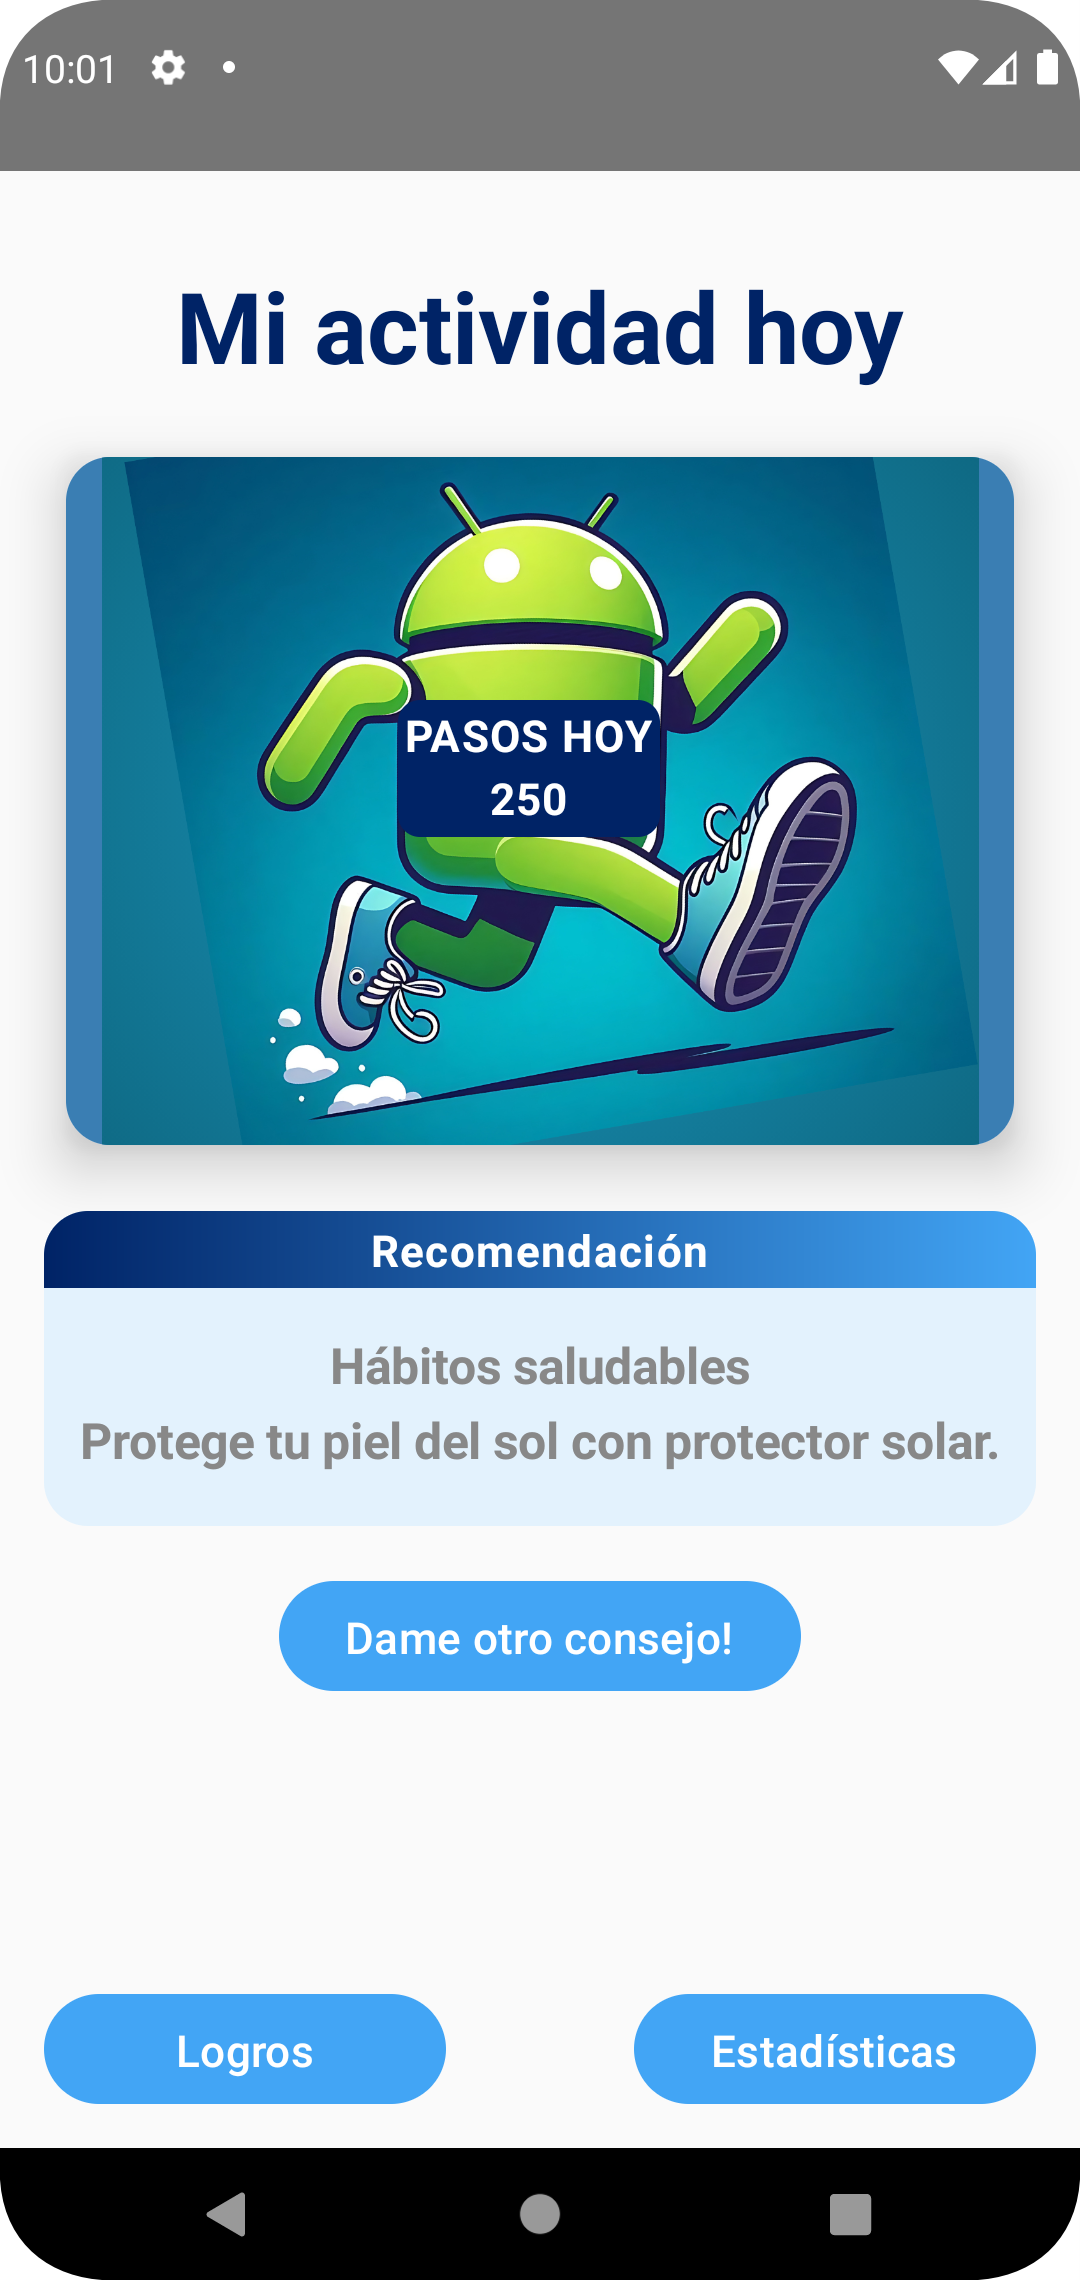 10:01
Mi actividad hoy
PASOS HOY
250
Recomendación
Hábitos saludables
Protege tu piel del sol con protector solar.
Dame otro consejo!
Logros
Estadísticas